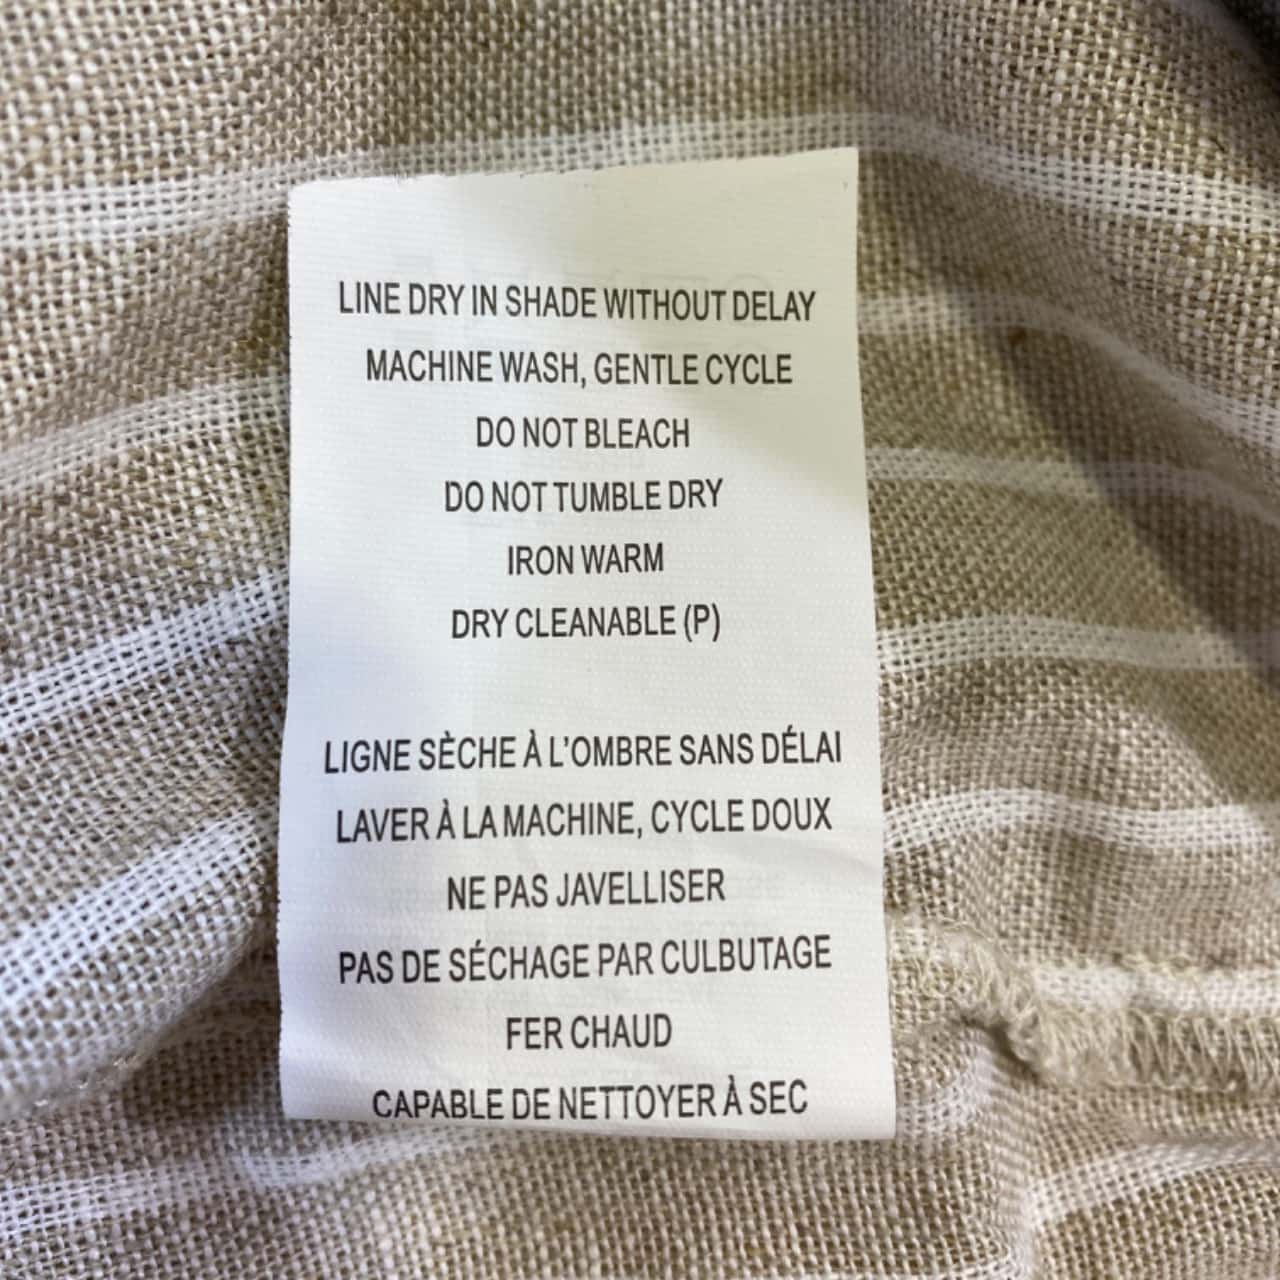 LINE DRY IN SHADE WITHOUT DELAY
MACHINE WASH, GENTLE CYCLE
DO NOT BLEACH
DO NOT TUMBLE DRY
IRON WARM
DRY CLEANABLE (P)
LIGNE SÈCHE À L'OMBRE SANS DÉLAI
LAVER À LA MACHINE, CYCLE DOUX
NE PAS JAVELLISER
PAS DE SÉCHAGE PAR CULBUTAGE
FER CHAUD
CAPABLE DE NETTOYER À SEC